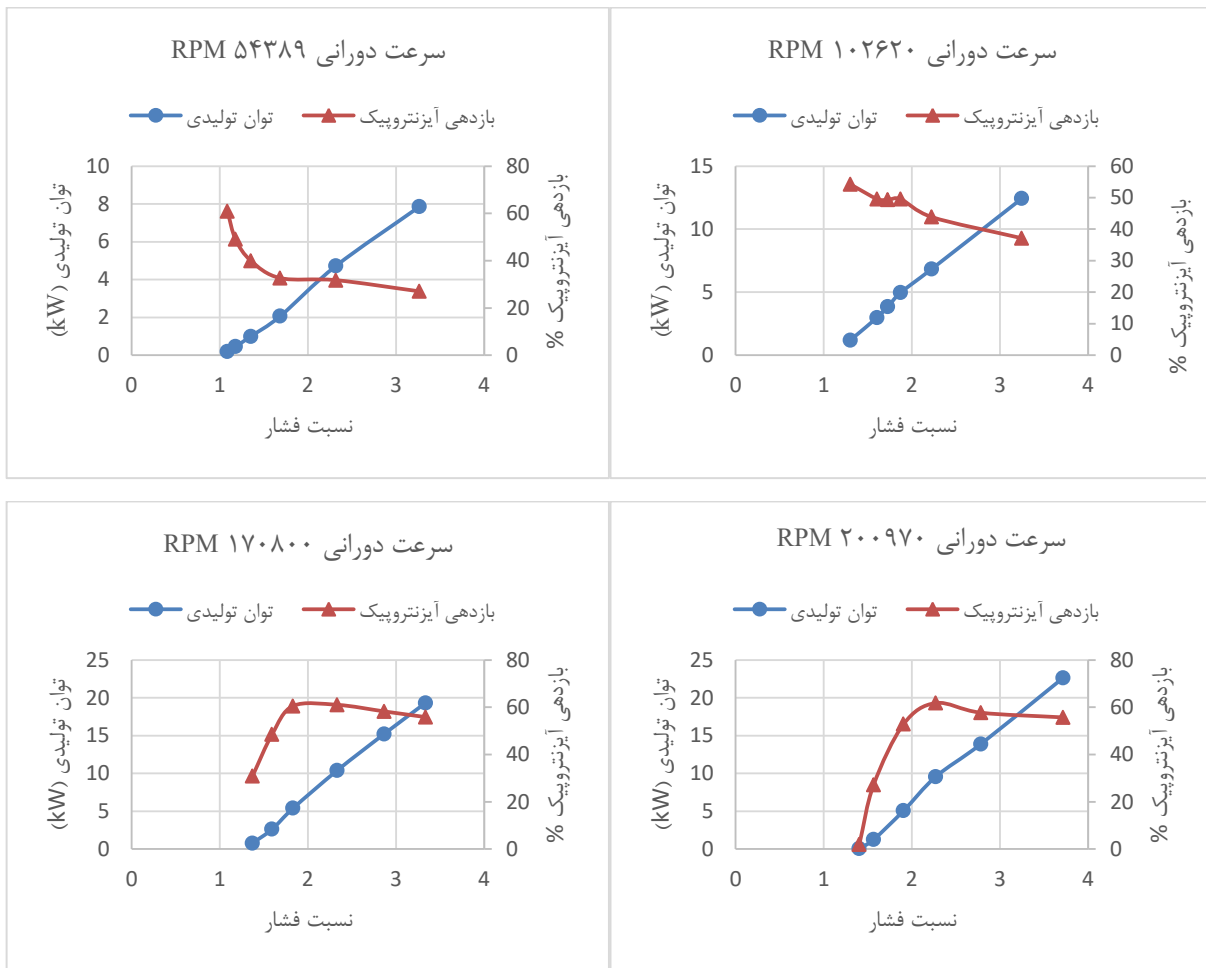 سرعت دورانی ۵۴۳۸۹ RPM
توان تولیدی
بازدهی آیزنتروپیک
10
8
6
4
2
0
80
60
40
20
0
0 1 2 3 4
توان تولیدی (kW)
بازدهی آیزنتروپیک %
نسبت فشار
سرعت دورانی ۱۰۲۶۲۰ RPM
توان تولیدی
بازدهی آیزنتروپیک
15
10
5
0
60
50
40
30
20
10
0
0 1 2 3 4
توان تولیدی (kW)
بازدهی آیزنتروپیک %
نسبت فشار
سرعت دورانی ۱۷۰۸۰۰ RPM
توان تولیدی
بازدهی آیزنتروپیک
25
20
15
10
5
0
80
60
40
20
0
0 1 2 3 4
توان تولیدی (kW)
بازدهی آیزنتروپیک %
نسبت فشار
سرعت دورانی ۲۰۰۹۷۰ RPM
توان تولیدی
بازدهی آیزنتروپیک
25
20
15
10
5
0
80
60
40
20
0
0 1 2 3 4
توان تولیدی (kW)
بازدهی آیزنتروپیک %
نسبت فشار